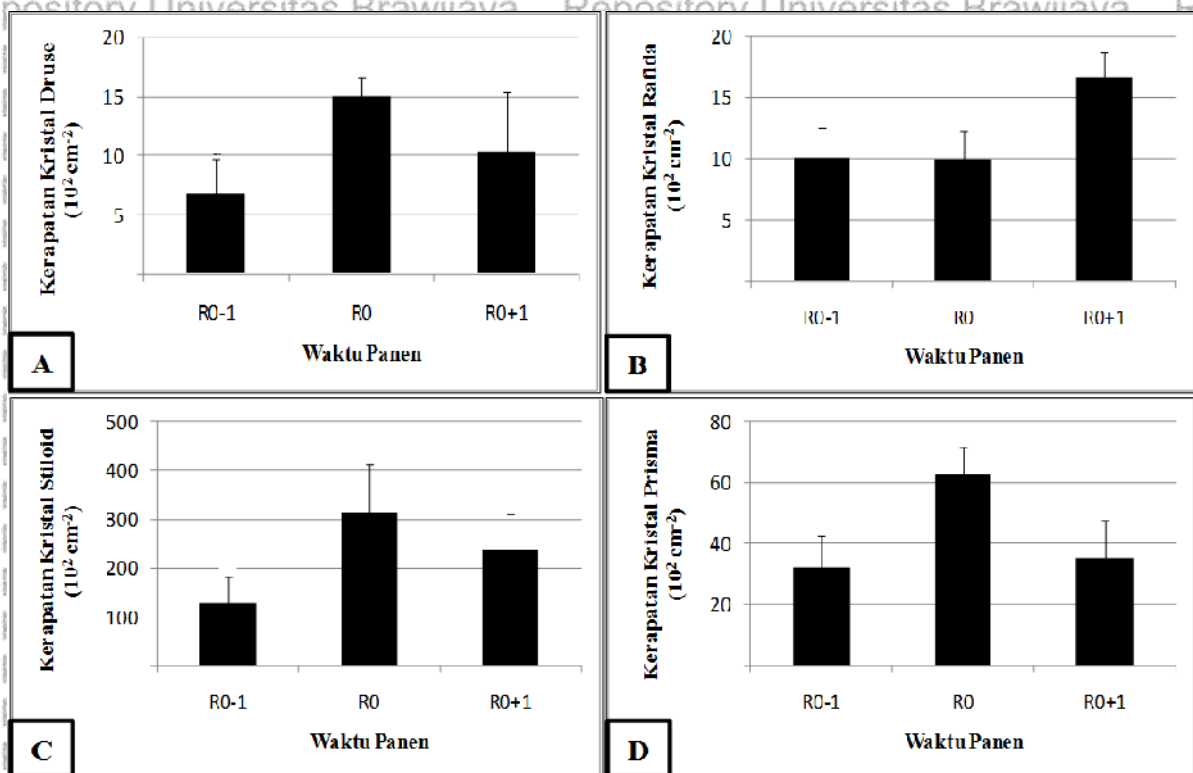 Repository Universitas Brawijaya
Repository Universitas Brawijaya
Kerapatan Kristal Druse
(10² cm⁻²)
20
15
10
5
R0-1 R0 R0+1
Waktu Panen
A
Kerapatan Kristal Rafida
(10² cm⁻²)
20
15
10
5
R0-1 R0 R0+1
Waktu Panen
B
Kerapatan Kristal Stiloid
(10² cm⁻²)
500
400
300
200
100
R0-1 R0 R0+1
Waktu Panen
C
Kerapatan Kristal Prisma
(10² cm⁻²)
80
60
40
20
R0-1 R0 R0+1
Waktu Panen
D